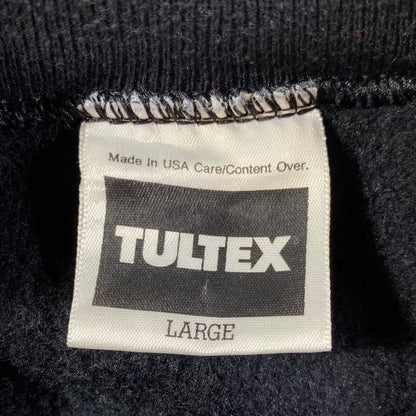 Made In USA Care/Content Over.
TULTEX
LARGE